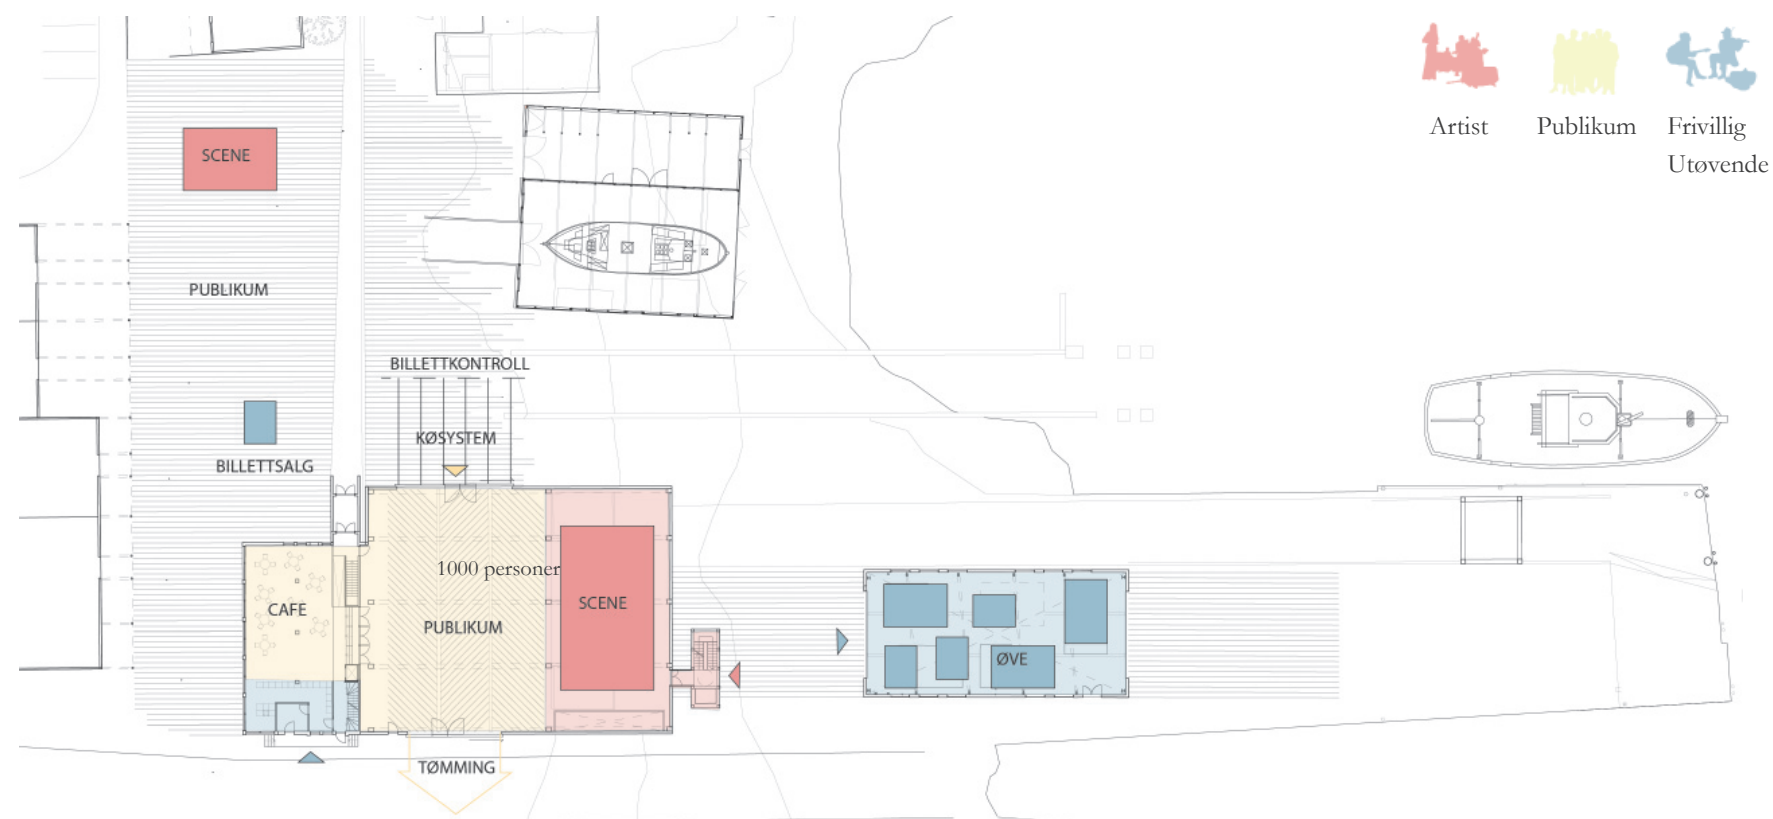 Artist
Publikum
Frivillig
Utøvende
SCENE
PUBLIKUM
BILLETTKONTROLL
KØSYSTEM
BILLETTSALG
1000 personer
CAFE
SCENE
PUBLIKUM
ØVE
TØMMING